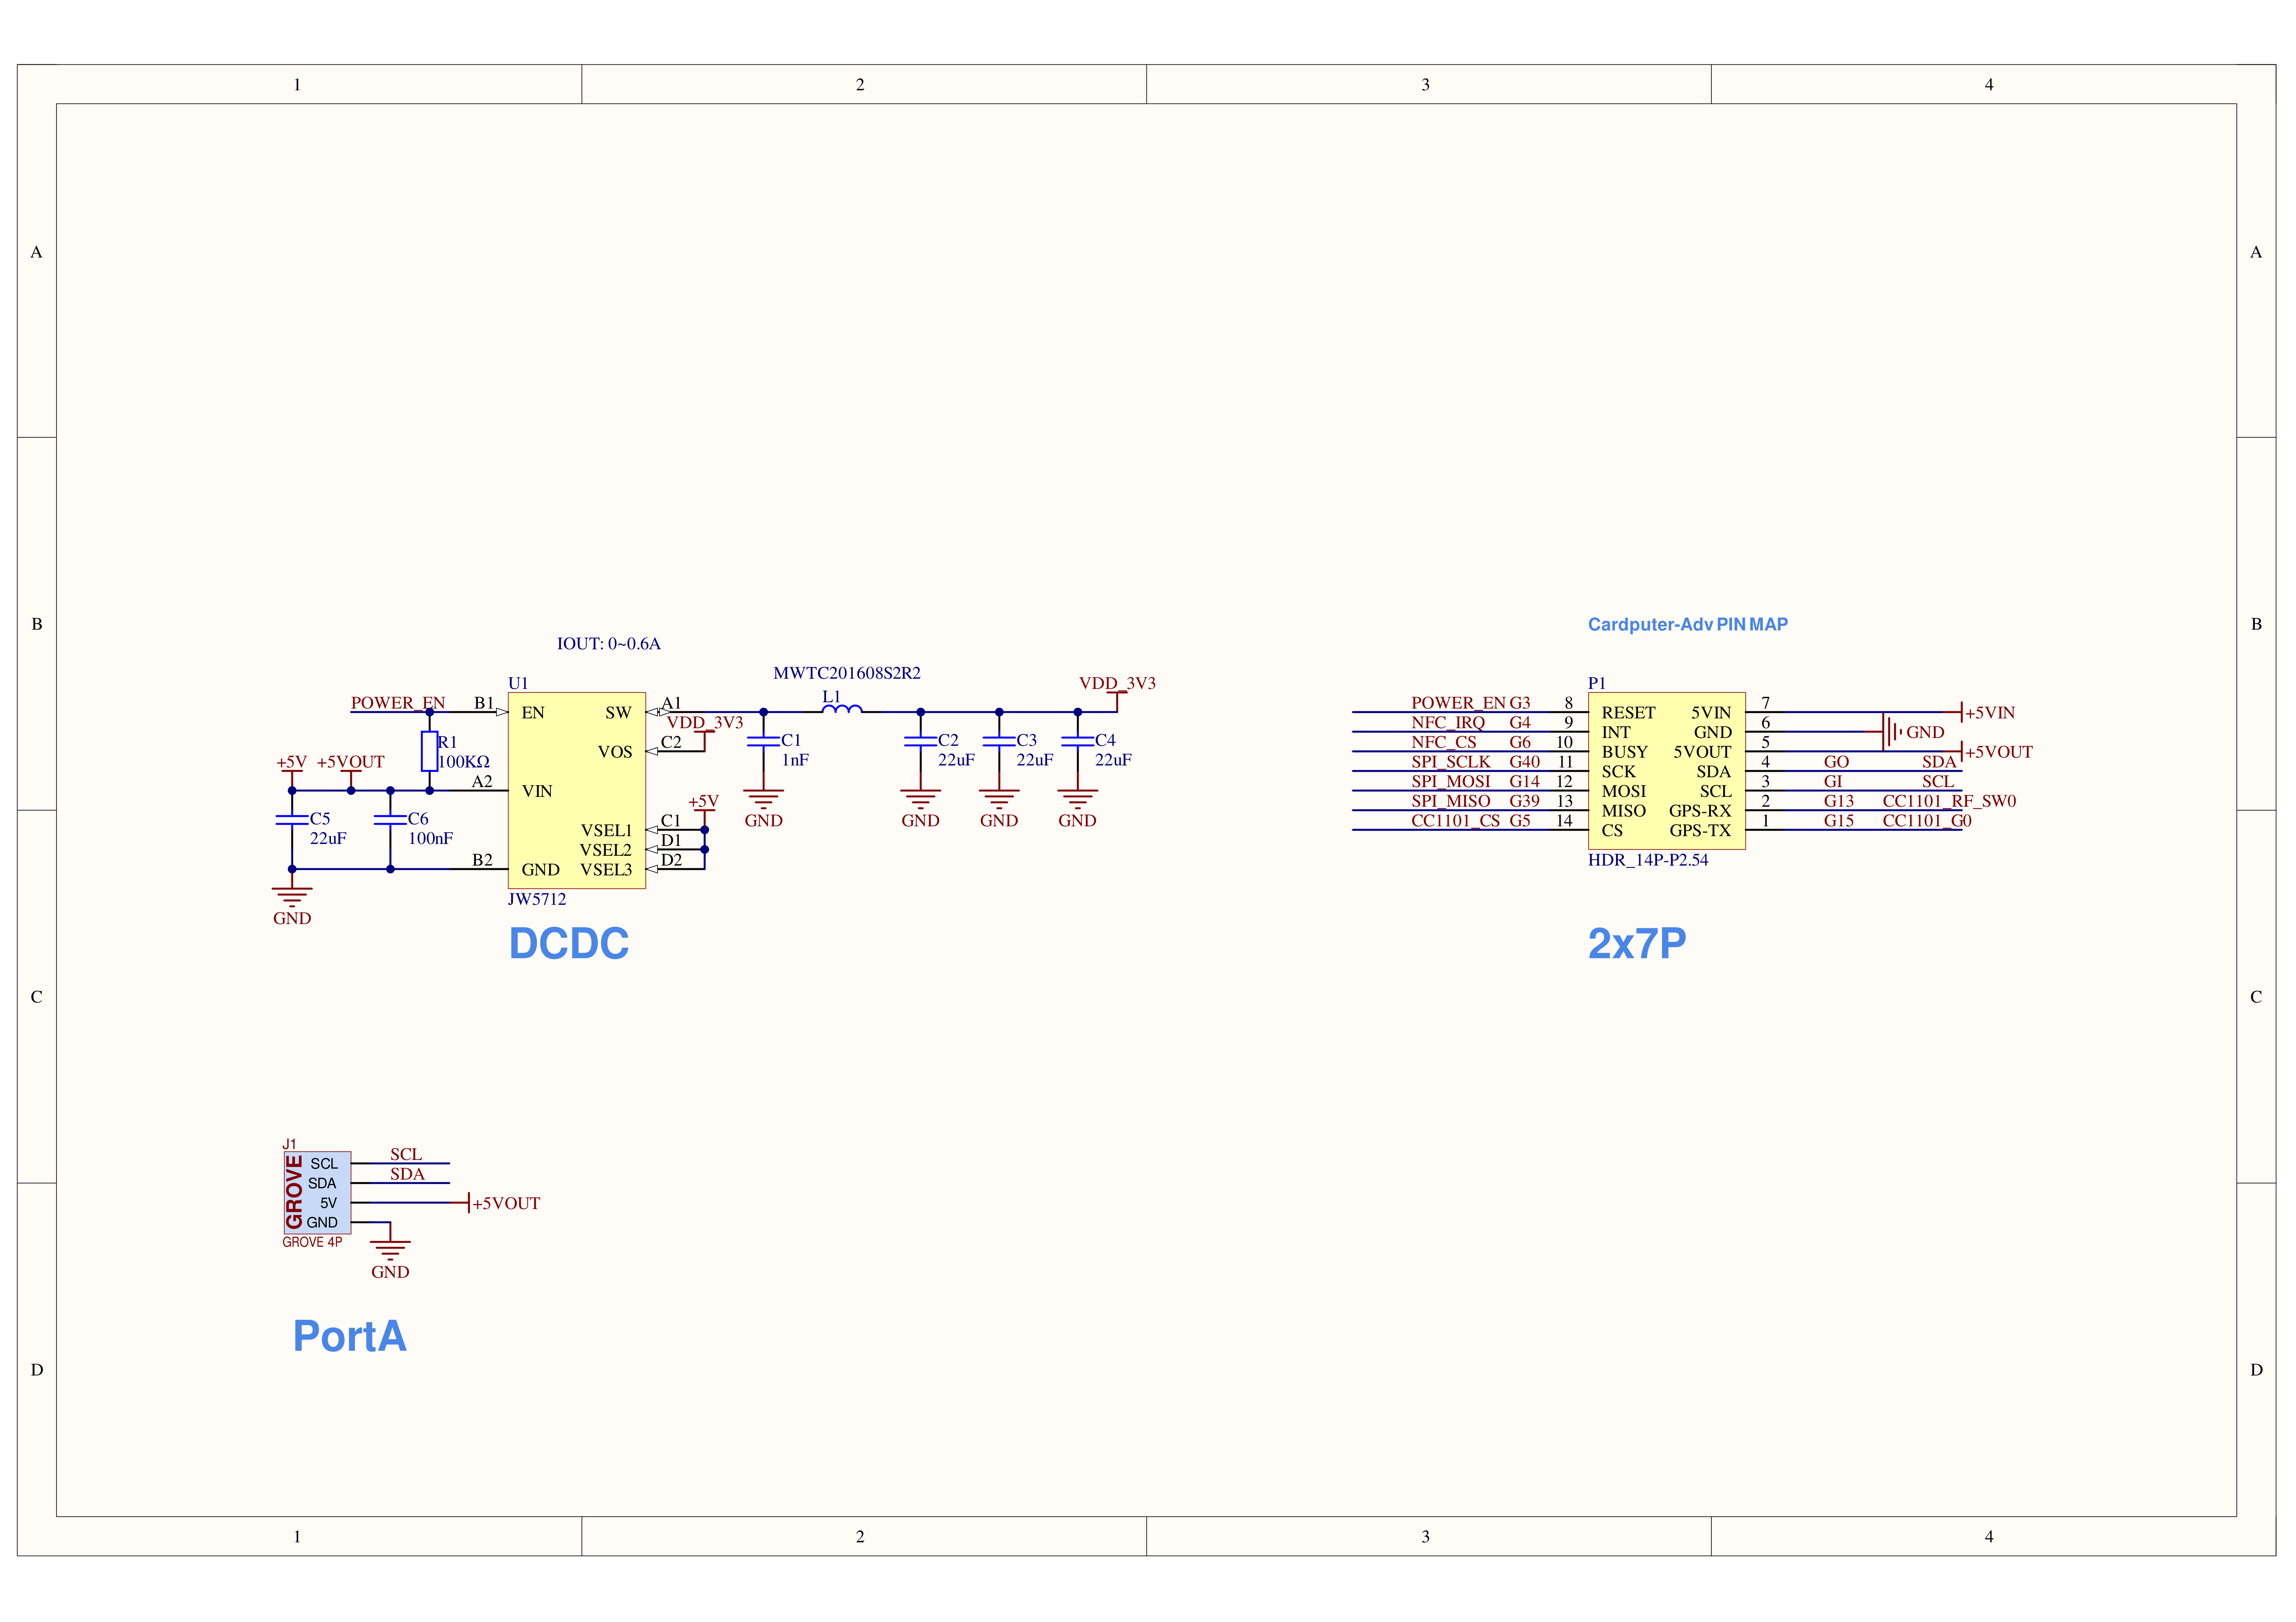 1 2 3 4
A A
B B
IOUT: 0~0.6A
Cardputer-Adv PIN MAP
MWTC201608S2R2
U1
L1
VDD_3V3
POWER_EN B1 EN SW A1
VDD_3V3
VOS C2
R1
100KΩ
+5V +5VOUT
A2 VIN
C1
1nF
C2
22uF
C3
22uF
C4
22uF
GND GND GND GND
+5V
C5
22uF
C6
100nF
VSEL1 C1
VSEL2 D1
B2 GND VSEL3 D2
GND
JW5712
DCDC
P1
POWER_EN G3 8 RESET 5VIN 7 +5VIN
NFC_IRQ G4 9 INT GND 6 GND
NFC_CS G6 10 BUSY 5VOUT 5 +5VOUT
SPI_SCLK G40 11 SCK SDA 4 GO SDA
SPI_MOSI G14 12 MOSI SCL 3 GI SCL
SPI_MISO G39 13 MISO GPS-RX 2 G13 CC1101_RF_SW0
CC1101_CS G5 14 CS GPS-TX 1 G15 CC1101_G0
HDR_14P-P2.54
2x7P
C C
J1
GROVE
SCL SCL
SDA SDA
5V +5VOUT
GND
GROVE 4P
GND
PortA
D D
1 2 3 4